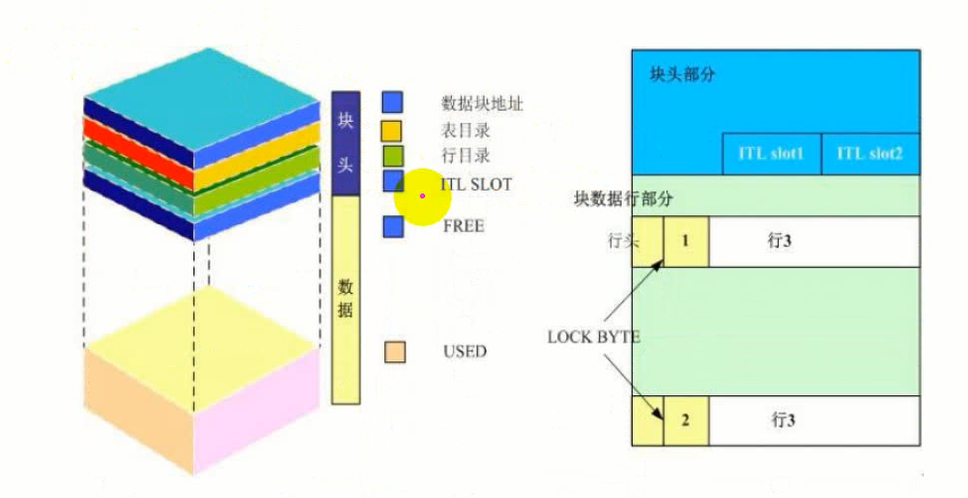 块头
数据
数据块地址
表目录
行目录
ITL SLOT
FREE
USED
块头部分
ITL slot1
ITL slot2
块数据行部分
行头
1
行3
LOCK BYTE
2
行3